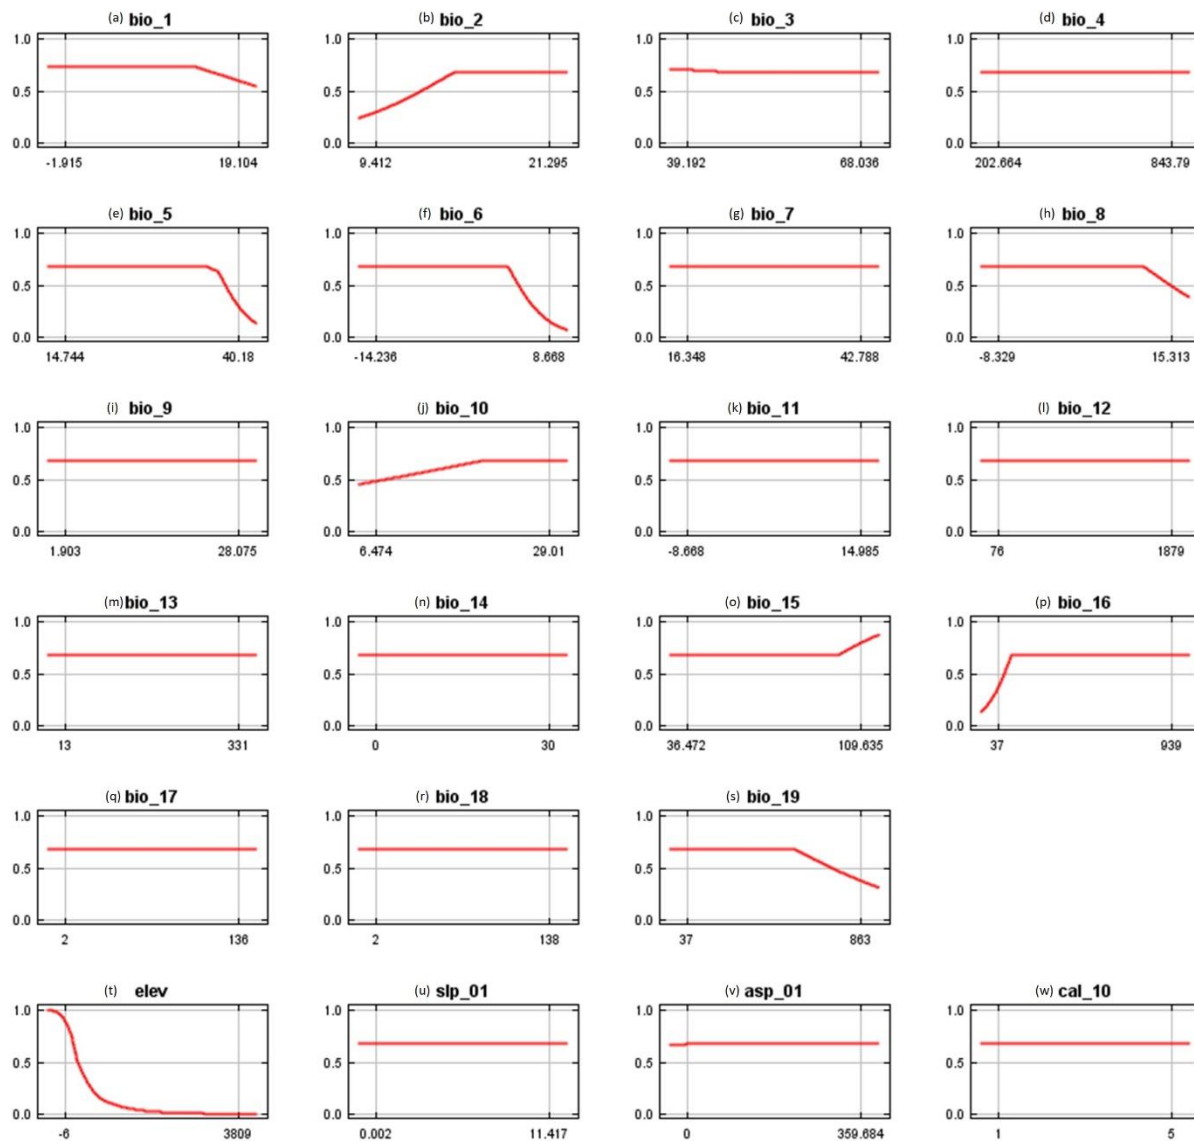 (a) bio_1 (b) bio_2 (c) bio_3 (d) bio_4
1.0 1.0 1.0 1.0
0.5 0.5 0.5 0.5
0.0 0.0 0.0 0.0
-1.915 19.104 9.412 21.295 39.192 68.036 202.664 843.79
(e) bio_5 (f) bio_6 (g) bio_7 (h) bio_8
1.0 1.0 1.0 1.0
0.5 0.5 0.5 0.5
0.0 0.0 0.0 0.0
14.744 40.18 -14.236 8.668 16.348 42.788 -8.329 15.313
(i) bio_9 (j) bio_10 (k) bio_11 (l) bio_12
1.0 1.0 1.0 1.0
0.5 0.5 0.5 0.5
0.0 0.0 0.0 0.0
1.903 28.075 6.474 29.01 -8.668 14.985 76 1879
(m) bio_13 (n) bio_14 (o) bio_15 (p) bio_16
1.0 1.0 1.0 1.0
0.5 0.5 0.5 0.5
0.0 0.0 0.0 0.0
13 331 0 30 36.472 109.635 37 939
(q) bio_17 (r) bio_18 (s) bio_19
1.0 1.0 1.0
0.5 0.5 0.5
0.0 0.0 0.0
2 136 2 138 37 863
(t) elev (u) slp_01 (v) asp_01 (w) cal_10
1.0 1.0 1.0 1.0
0.5 0.5 0.5 0.5
0.0 0.0 0.0 0.0
-6 3809 0.002 11.417 0 359.684 1 5